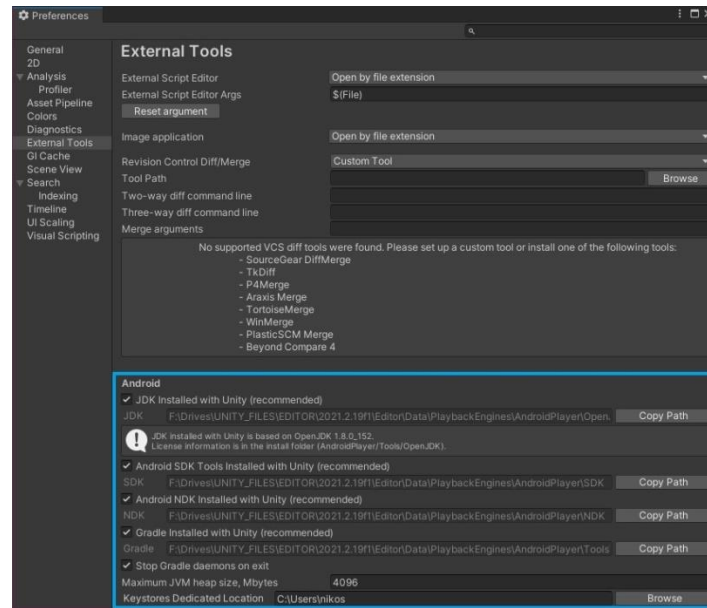 Preferences
General
2D
Analysis
Profiler
Asset Pipeline
Colors
Diagnostics
External Tools
GI Cache
Scene View
Search
Indexing
Timeline
UI Scaling
Visual Scripting
External Tools
External Script Editor Open by file extension
External Script Editor Args $(File)
Reset argument
Image application Open by file extension
Revision Control Diff/Merge Custom Tool
Tool Path Browse
Two-way diff command line
Three-way diff command line
Merge arguments
No supported VCS diff tools were found. Please set up a custom tool or install one of the following tools:
- SourceGear DiffMerge
- TkDiff
- P4Merge
- Araxis Merge
- TortoiseMerge
- WinMerge
- PlasticSCM Merge
- Beyond Compare 4
Android
JDK Installed with Unity (recommended)
JDK F:\Drives\UNITY_FILES\EDITOR\2021.2.19f1\Editor\Data\PlaybackEngines\AndroidPlayer\Open. Copy Path
JDK installed with Unity is based on OpenJDK 1.8.0_152.
License information is in the install folder (AndroidPlayer/Tools/OpenJDK).
Android SDK Tools Installed with Unity (recommended)
SDK F:\Drives\UNITY_FILES\EDITOR\2021.2.19f1\Editor\Data\PlaybackEngines\AndroidPlayer\SDK Copy Path
Android NDK Installed with Unity (recommended)
NDK F:\Drives\UNITY_FILES\EDITOR\2021.2.19f1\Editor\Data\PlaybackEngines\AndroidPlayer\NDK Copy Path
Gradle Installed with Unity (recommended)
Gradle F:\Drives\UNITY_FILES\EDITOR\2021.2.19f1\Editor\Data\PlaybackEngines\AndroidPlayer\Tools Copy Path
Stop Gradle daemons on exit
Maximum JVM heap size, Mbytes 4096
Keystores Dedicated Location C:\Users\nikos Browse